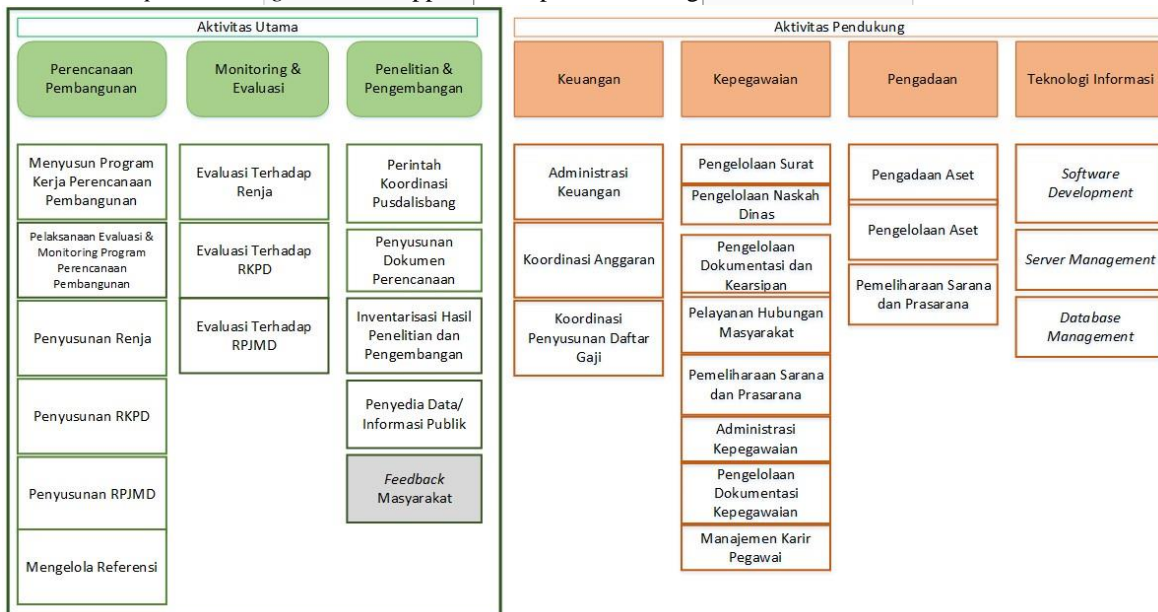 Aktivitas Utama
Perencanaan
Pembangunan
Monitoring &
Evaluasi
Penelitian &
Pengembangan
Menyusun Program
Kerja Perencanaan
Pembangunan
Pelaksanaan Evaluasi &
Monitoring Program
Perencanaan
Pembangunan
Penyusunan Renja
Penyusunan RKPD
Penyusunan RPJMD
Mengelola Referensi
Evaluasi Terhadap
Renja
Evaluasi Terhadap
RKPD
Evaluasi Terhadap
RPJMD
Perintah
Koordinasi
Pusdalisbang
Penyusunan
Dokumen
Perencanaan
Inventarisasi Hasil
Penelitian dan
Pengembangan
Penyedia Data/
Informasi Publik
Feedback
Masyarakat
Aktivitas Pendukung
Keuangan
Kepegawaian
Pengadaan
Teknologi Informasi
Administrasi
Keuangan
Koordinasi Anggaran
Koordinasi
Penyusunan Daftar
Gaji
Pengelolaan Surat
Pengelolaan Naskah
Dinas
Pengelolaan
Dokumentasi dan
Kearsipan
Pelayanan Hubungan
Masyarakat
Pemeliharaan Sarana
dan Prasarana
Administrasi
Kepegawaian
Pengelolaan
Dokumentasi
Kepegawaian
Manajemen Karir
Pegawai
Pengadaan Aset
Pengelolaan Aset
Pemeliharaan Sarana
dan Prasarana
Software
Development
Server Management
Database
Management